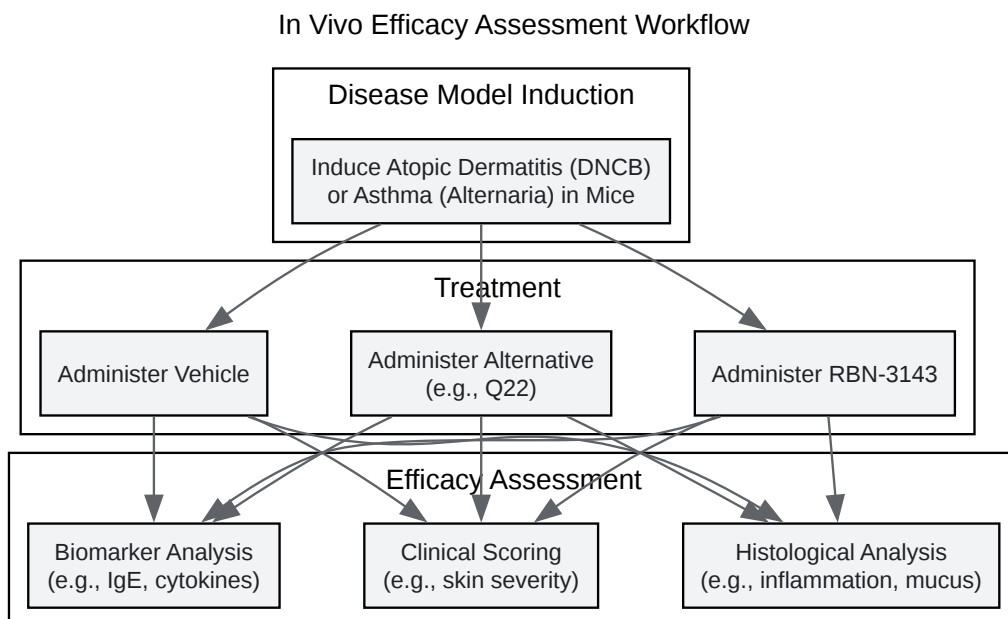 In Vivo Efficacy Assessment Workflow
Disease Model Induction
Induce Atopic Dermatitis (DNCB)
or Asthma (Alternaria) in Mice
Treatment
Administer Vehicle
Administer Alternative
(e.g., Q22)
Administer RBN-3143
Efficacy Assessment
Biomarker Analysis
(e.g., IgE, cytokines)
Clinical Scoring
(e.g., skin severity)
Histological Analysis
(e.g., inflammation, mucus)